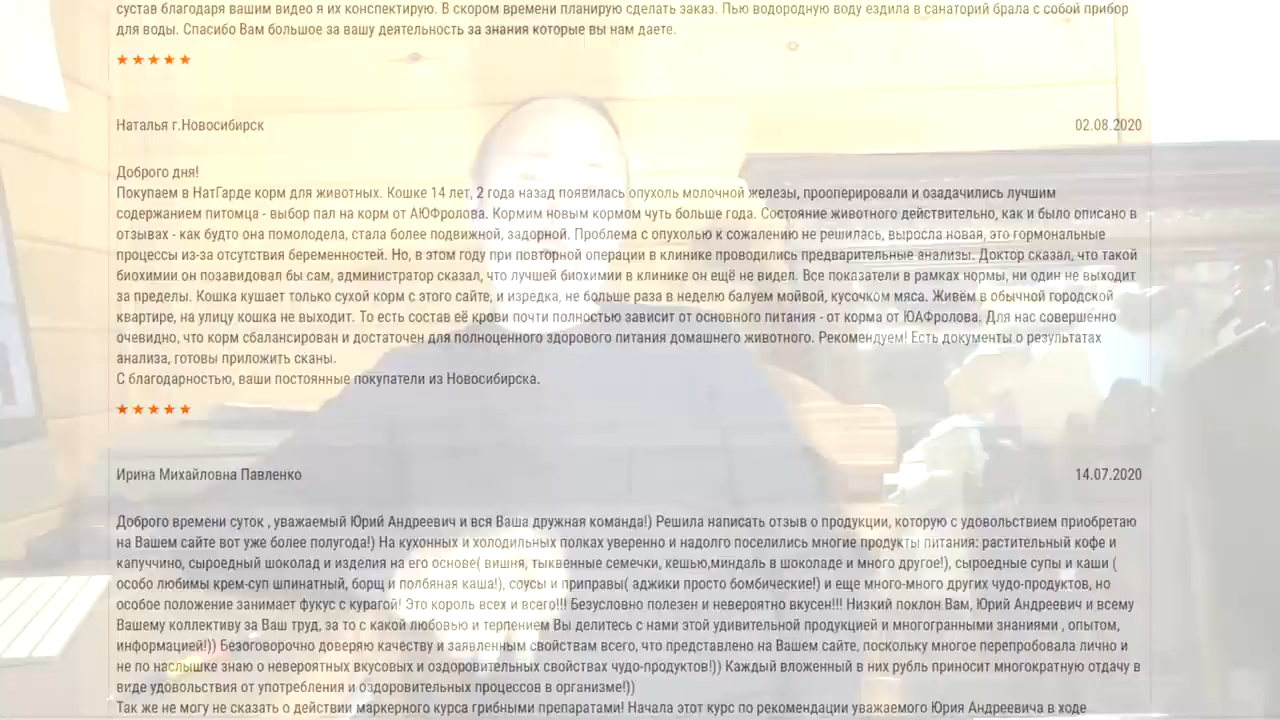 сустав благодаря вашим видео я их конспектирую. В скором времени планирую сделать заказ. Пью водородную воду ездила в санаторий брала с собой прибор
для воды. Спасибо Вам большое за вашу деятельность за знания которые вы нам даете.
Наталья г.Новосибирск
02.08.2020
Доброго дня!
Покупаем в НатГарде корм для животных. Кошке 14 лет, 2 года назад появилась опухоль молочной железы, прооперировали и озадачились лучшим
содержанием питомца - выбор пал на корм от АЮФролова. Кормим новым кормом чуть больше года. Состояние животного действительно, как и было описано в
отзывах - как будто она помолодела, стала более подвижной, задорной. Проблема с опухолью к сожалению не решилась, выросла новая, это гормональные
процессы из-за отсутствия беременностей. Но, в этом году при повторной операции в клинике проводились предварительные анализы. Доктор сказал, что такой
биохимии он позавидовал бы сам, администратор сказал, что лучшей биохимии в клинике он ещё не видел. Все показатели в рамках нормы, ни один не выходит
за пределы. Кошка кушает только сухой корм с этого сайте, и изредка, не больше раза в неделю балуем мойвой, кусочком мяса. Живём в обычной городской
квартире, на улицу кошка не выходит. То есть состав её крови почти полностью зависит от основного питания - от корма от ЮАФролова. Для нас совершенно
очевидно, что корм сбалансирован и достаточен для полноценного здорового питания домашнего животного. Рекомендуем! Есть документы о результатах
анализа, готовы приложить сканы.
С благодарностью, ваши постоянные покупатели из Новосибирска.
Ирина Михайловна Павленко
14.07.2020
Доброго времени суток , уважаемый Юрий Андреевич и вся Ваша дружная команда!) Решила написать отзыв о продукции, которую с удовольствием приобретаю
на Вашем сайте вот уже более полугода!) На кухонных и холодильных полках уверенно и надолго поселились многие продукты питания: растительный кофе и
капуччино, сыроедный шоколад и изделия на его основе( вишня, тыквенные семечки, кешью,миндаль в шоколаде и много другое!), сыроедные супы и каши (
особо любимы крем-суп шпинатный, борщ и полбяная каша!), соусы и приправы( аджики просто бомбические!) и еще много-много других чудо-продуктов, но
особое положение занимает фукус с курагой! Это король всех и всего!!! Безусловно полезен и невероятно вкусен!!! Низкий поклон Вам, Юрий Андреевич и всему
Вашему коллективу за Ваш труд, за то с какой любовью и терпением Вы делитесь с нами этой удивительной продукцией и многогранными знаниями , опытом,
информацией!)) Безоговорочно доверяю качеству и заявленным свойствам всего, что представлено на Вашем сайте, поскольку многое перепробовала лично и
не по наслышке знаю о невероятных вкусовых и оздоровительных свойствах чудо-продуктов!)) Каждый вложенный в них рубль приносит многократную отдачу в
виде удовольствия от употребления и оздоровительных процессов в организме!))
Так же не могу не сказать о действии маркерного курса грибными препаратами! Начала этот курс по рекомендации уважаемого Юрия Андреевича в ходе